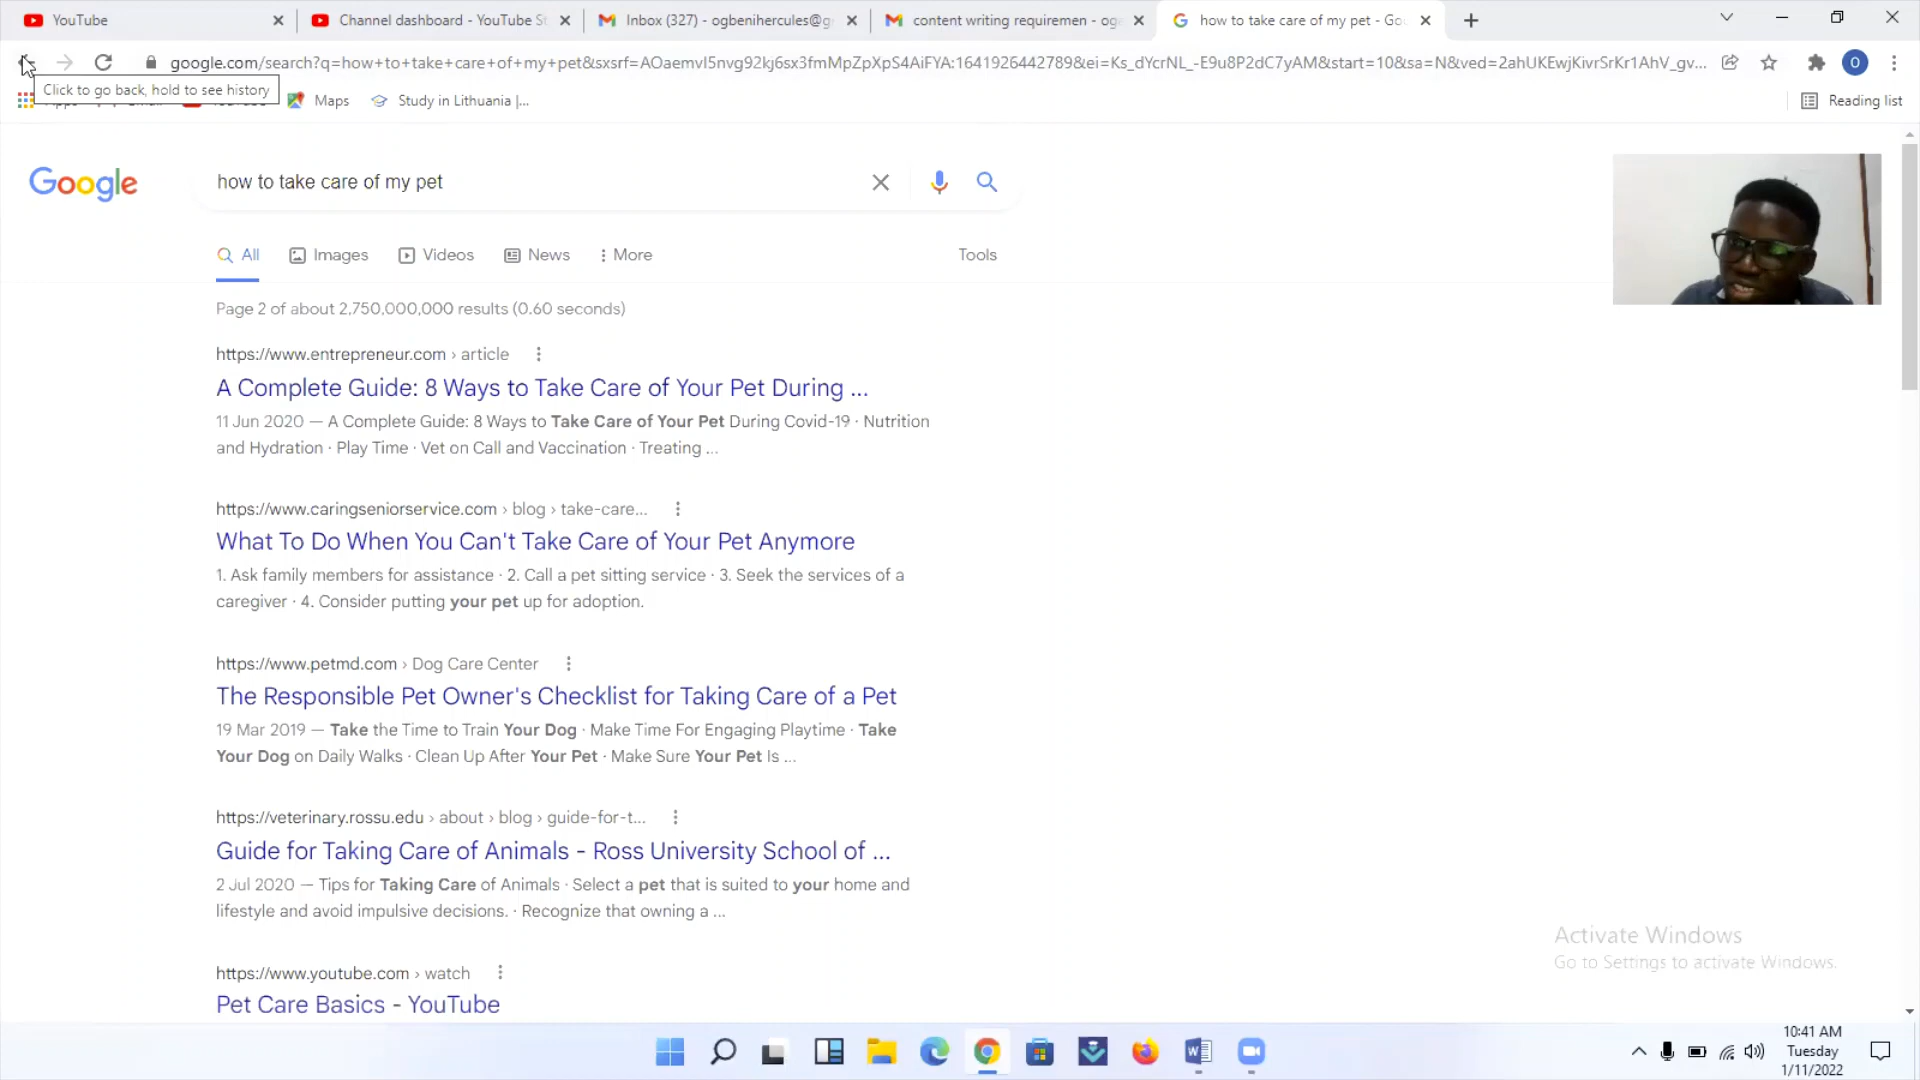 YouTube
Channel dashboard - YouTube St
Inbox (327) - ogbenihercules@g
content writing requiremen - oge
how to take care of my pet - Goo
google.com/search?q=how+to+take+care+of+my+pet&sxsrf=AOaemvI5nvg92kj6sx3fmMpZpXpS4AiFYA:1641926442789&ei=Ks_dYcrNL_-E9u8P2dC7yAM&start=10&sa=N&ved=2ahUKEwjKivrSrKr1AhV_gv...
O
Click to go back, hold to see history
Maps
Study in Lithuania |...
Reading list
Google
how to take care of my pet
All
Images
Videos
News
More
Tools
Page 2 of about 2,750,000,000 results (0.60 seconds)
https://www.entrepreneur.com › article
A Complete Guide: 8 Ways to Take Care of Your Pet During ...
11 Jun 2020 — A Complete Guide: 8 Ways to Take Care of Your Pet During Covid-19 · Nutrition
and Hydration · Play Time · Vet on Call and Vaccination · Treating ...
https://www.caringseniorservice.com › blog › take-care...
What To Do When You Can't Take Care of Your Pet Anymore
1. Ask family members for assistance · 2. Call a pet sitting service · 3. Seek the services of a
caregiver · 4. Consider putting your pet up for adoption.
https://www.petmd.com › Dog Care Center
The Responsible Pet Owner's Checklist for Taking Care of a Pet
19 Mar 2019 — Take the Time to Train Your Dog · Make Time For Engaging Playtime · Take
Your Dog on Daily Walks · Clean Up After Your Pet · Make Sure Your Pet Is ...
https://veterinary.rossu.edu › about › blog › guide-for-t...
Guide for Taking Care of Animals - Ross University School of ...
2 Jul 2020 — Tips for Taking Care of Animals · Select a pet that is suited to your home and
lifestyle and avoid impulsive decisions. · Recognize that owning a ...
https://www.youtube.com › watch
Pet Care Basics - YouTube
Activate Windows
Go to Settings to activate Windows.
10:41 AM
Tuesday
1/11/2022